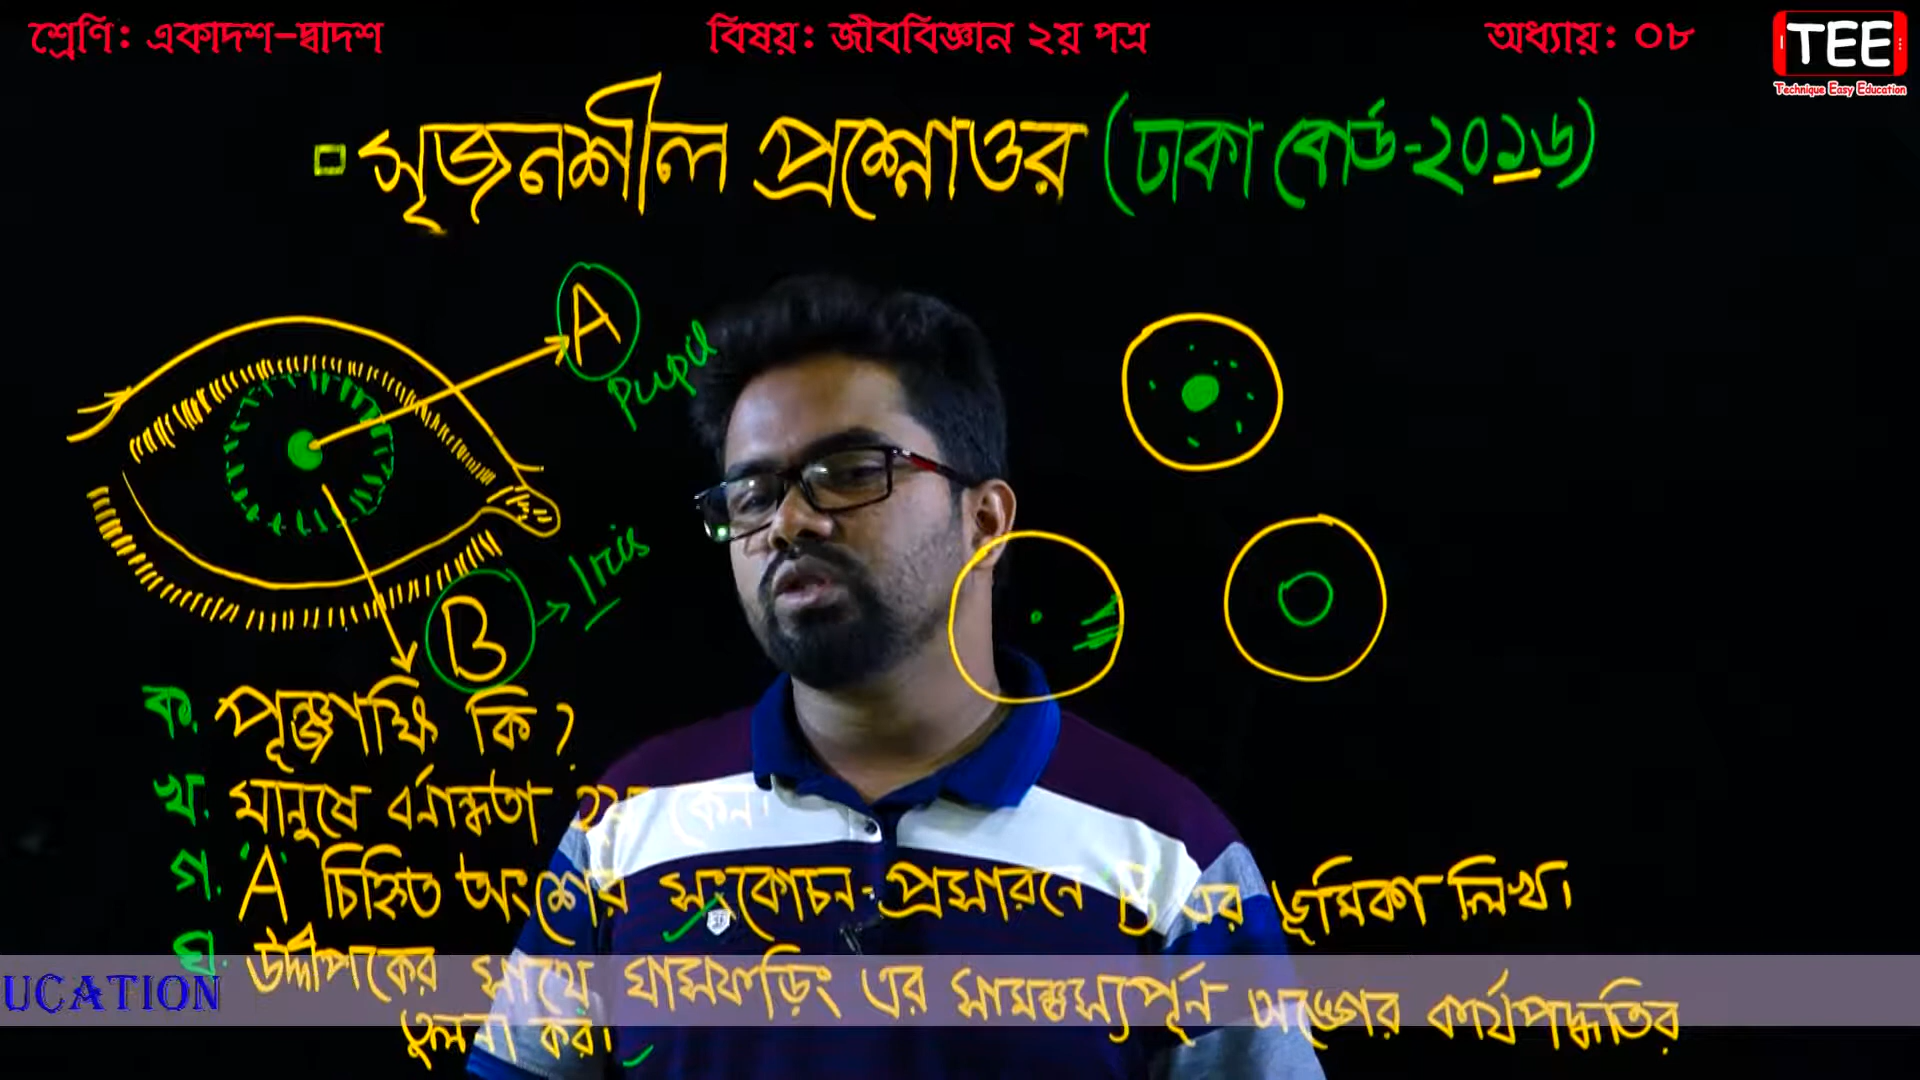 শ্রেণি: একাদশ-দ্বাদশ
বিষয়: জীববিজ্ঞান ২য় পত্র
অধ্যায়: ০৮
TEE
Technique Easy Education
সৃজনশীল প্রশ্নোত্তর (ঢাকা বোর্ড-২০১৬)
A
Pupil
B → Iris
ক. পূঞ্জাক্ষি কি?
খ. মানুষে বর্নান্ধতা হয় কেন।
গ. A চিহ্নিত অংশের সংকোচন-প্রসারনে B এর ভূমিকা লিখ।
ঘ. উদ্দীপকের সাথে ঘাসফড়িং এর সামঞ্জস্যপূর্ন অঙ্গের কার্যপদ্ধতির
তুলনা কর।
UCATION